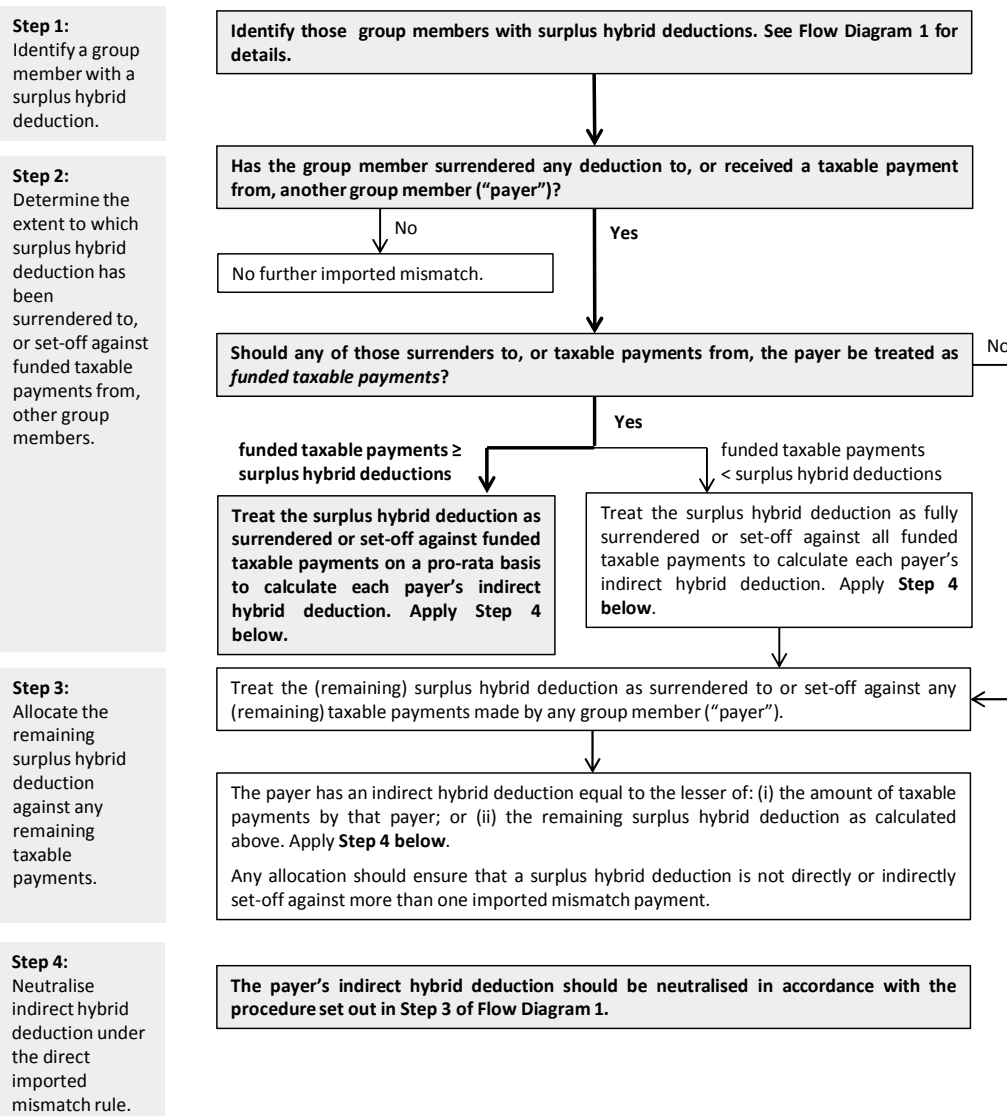 Step 1:
Identify a group
member with a
surplus hybrid
deduction.
Identify those group members with surplus hybrid deductions. See Flow Diagram 1 for
details.
Step 2:
Determine the
extent to which
surplus hybrid
deduction has
been
surrendered to,
or set-off against
funded taxable
payments from,
other group
members.
Has the group member surrendered any deduction to, or received a taxable payment
from, another group member (“payer”)?
No
Yes
No further imported mismatch.
Should any of those surrenders to, or taxable payments from, the payer be treated as
funded taxable payments?
No
Yes
funded taxable payments ≥
surplus hybrid deductions
funded taxable payments
< surplus hybrid deductions
Treat the surplus hybrid deduction as
surrendered or set-off against funded
taxable payments on a pro-rata basis
to calculate each payer’s indirect
hybrid deduction. Apply Step 4
below.
Treat the surplus hybrid deduction as fully
surrendered or set-off against all funded
taxable payments to calculate each payer’s
indirect hybrid deduction. Apply Step 4
below.
Step 3:
Allocate the
remaining
surplus hybrid
deduction
against any
remaining
taxable
payments.
Treat the (remaining) surplus hybrid deduction as surrendered to or set-off against any
(remaining) taxable payments made by any group member (“payer”).
The payer has an indirect hybrid deduction equal to the lesser of: (i) the amount of taxable
payments by that payer; or (ii) the remaining surplus hybrid deduction as calculated
above. Apply Step 4 below.
Any allocation should ensure that a surplus hybrid deduction is not directly or indirectly
set-off against more than one imported mismatch payment.
Step 4:
Neutralise
indirect hybrid
deduction under
the direct
imported
mismatch rule.
The payer’s indirect hybrid deduction should be neutralised in accordance with the
procedure set out in Step 3 of Flow Diagram 1.